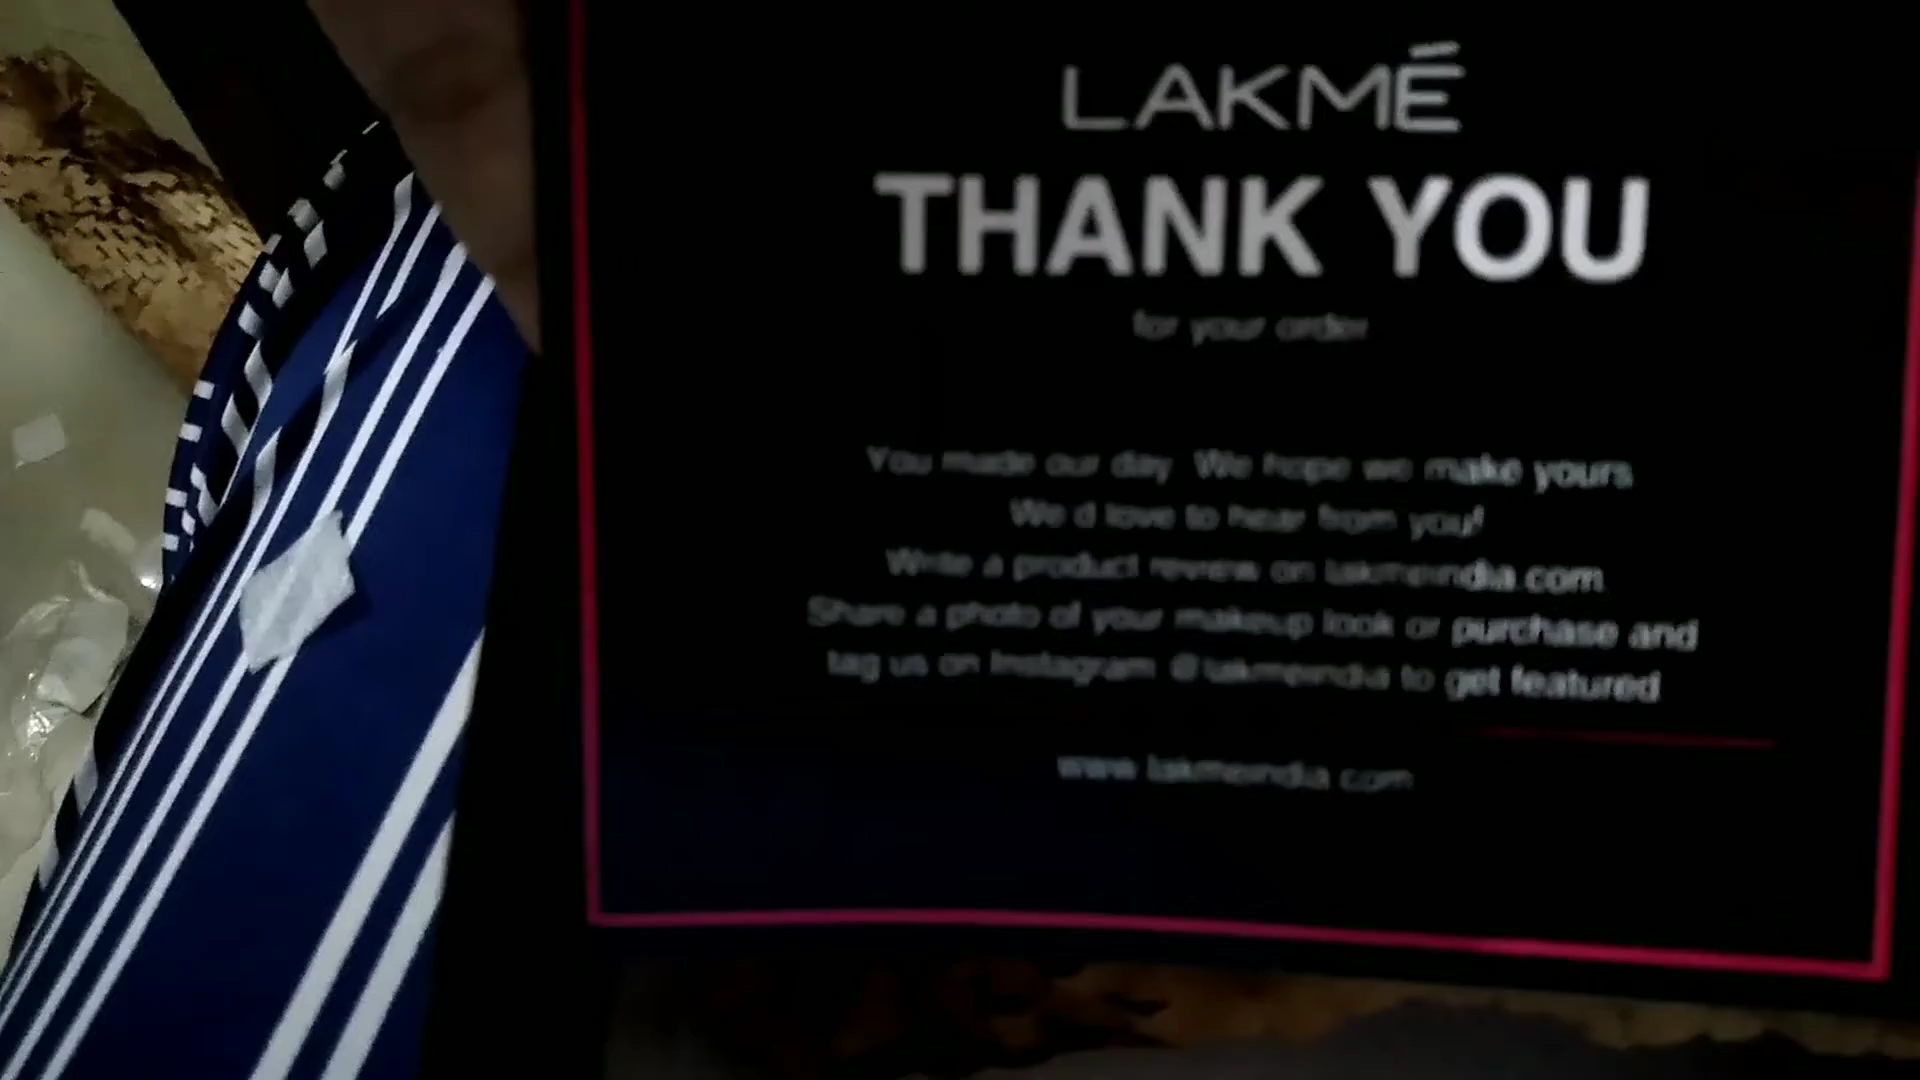 LAKMÉ
THANK YOU
for your order
You made our day We hope we make yours
We'd love to hear from you!
Write a product review on lakmeindia.com
Share a photo of your makeup look or purchase and
tag us on Instagram @lakmeindia to get featured
www.lakmeindia.com